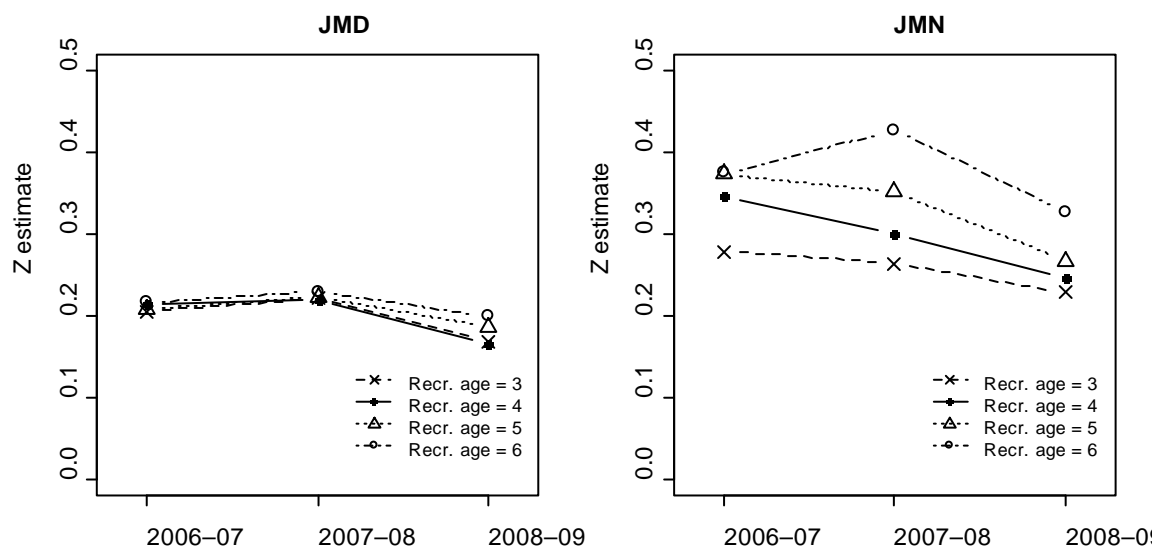 JMD
Z estimate
0.5
0.4
0.3
0.2
0.1
0.0
Recr. age = 3
Recr. age = 4
Recr. age = 5
Recr. age = 6
2006–07 2007–08 2008–09
JMN
Z estimate
0.5
0.4
0.3
0.2
0.1
0.0
Recr. age = 3
Recr. age = 4
Recr. age = 5
Recr. age = 6
2006–07 2007–08 2008–09